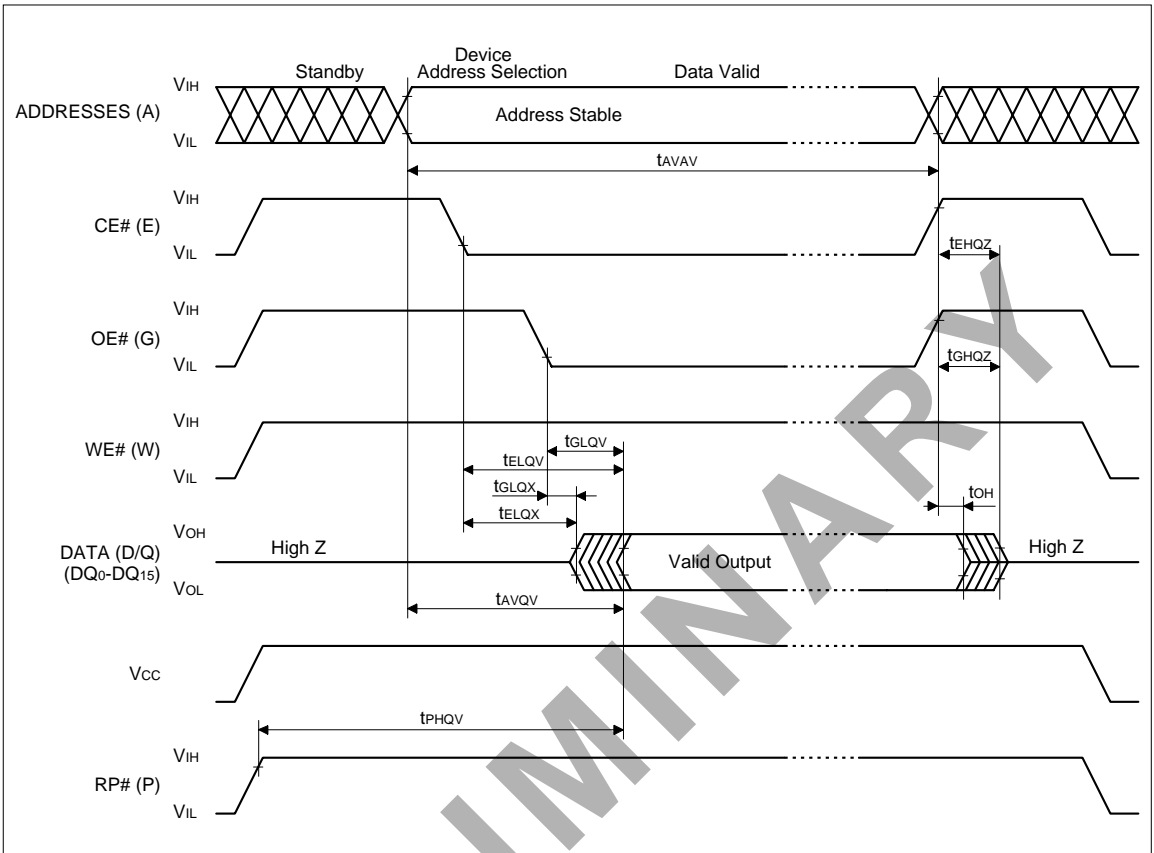 Device
Standby Address Selection Data Valid
VIH
ADDRESSES (A) Address Stable
VIL
tAVAV
VIH
CE# (E)
VIL tEHQZ
VIH
OE# (G)
VIL tGHQZ
VIH
WE# (W) tGLQV
VIL tELQV
tGLQX
tELQX tOH
VOH
DATA (D/Q) High Z Valid Output High Z
(DQ0-DQ15)
VOL
tAVQV
VCC
tPHQV
VIH
RP# (P)
VIL
IMINARY